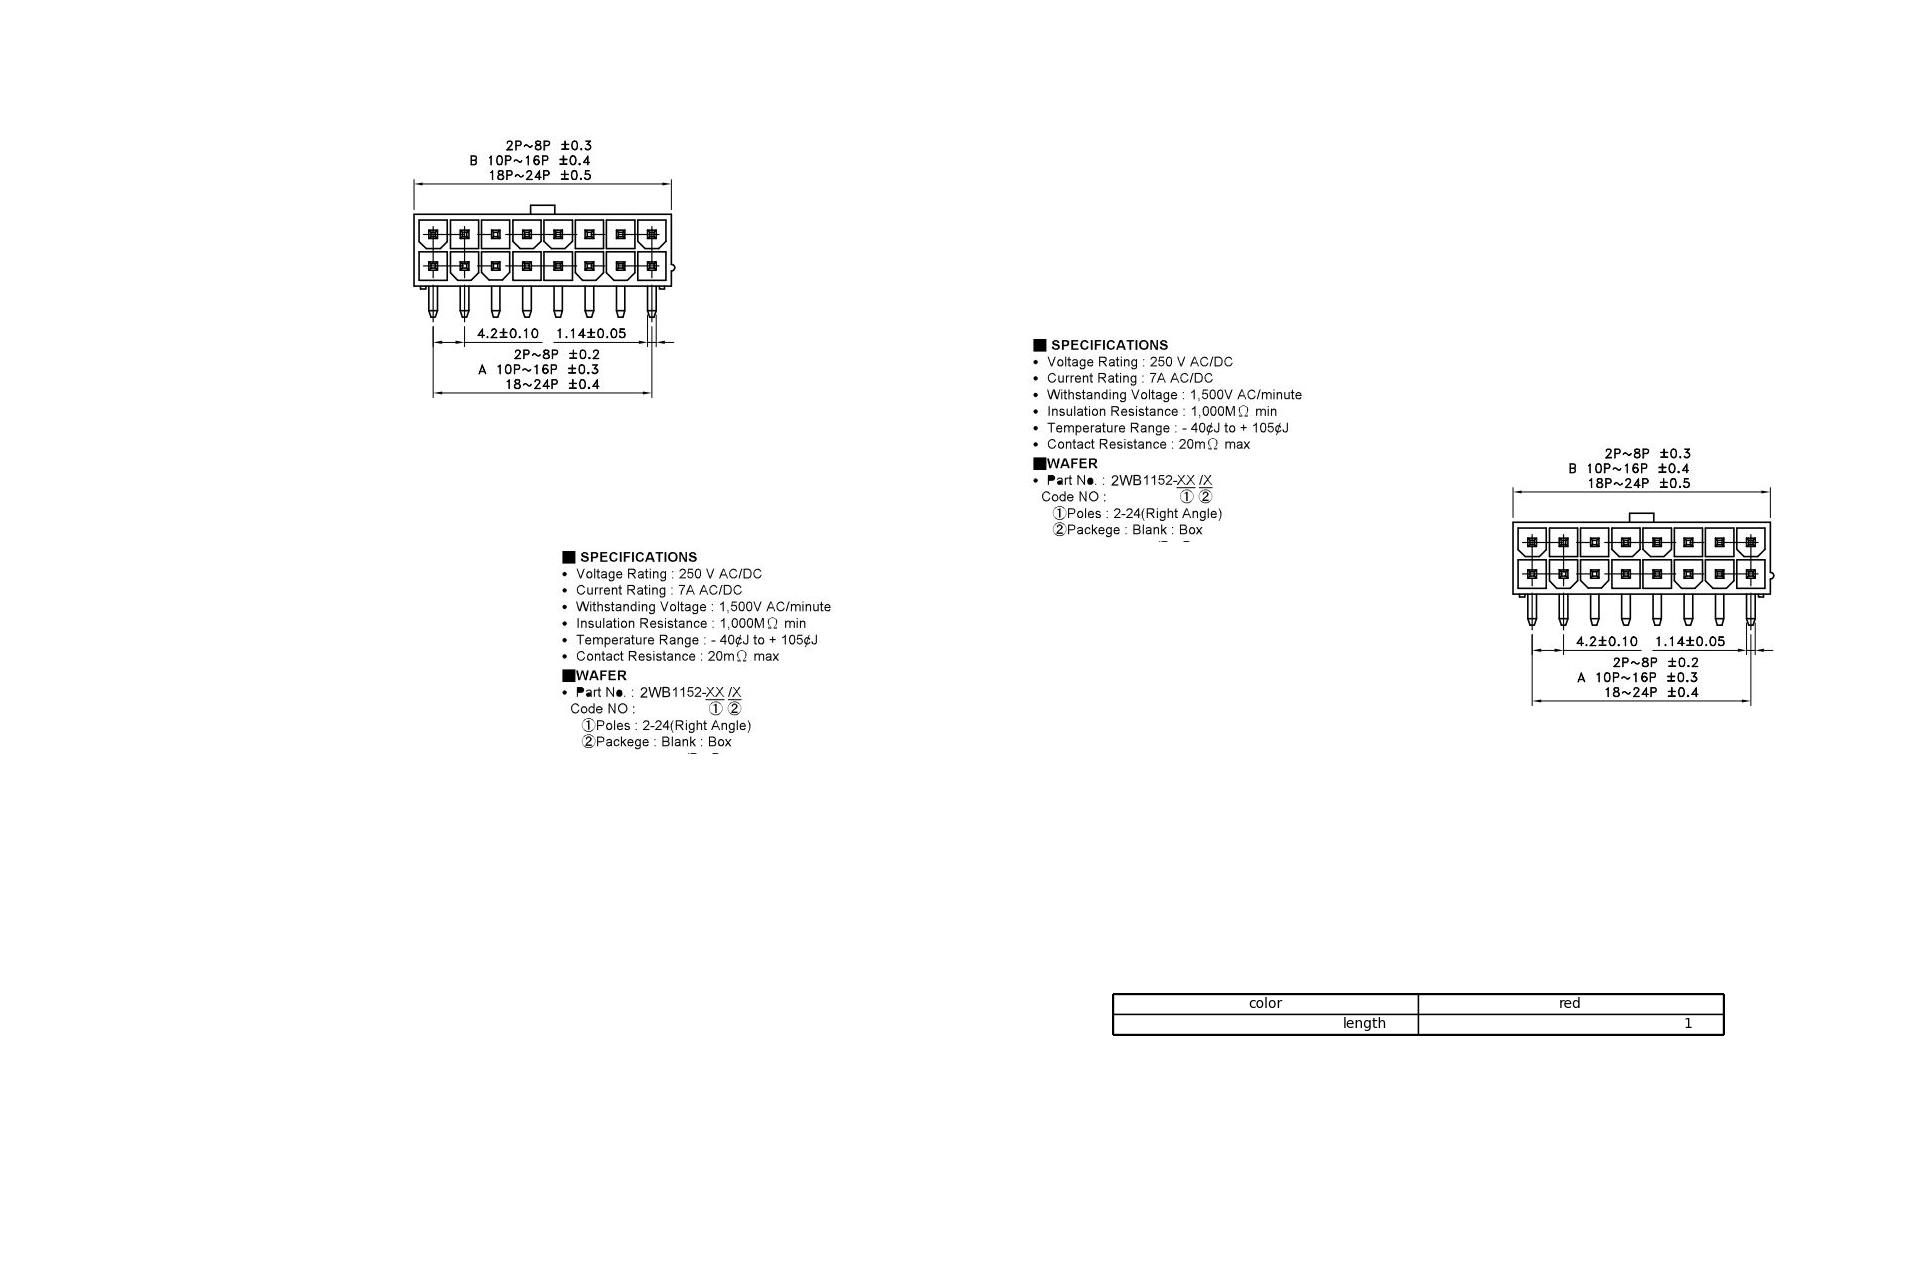 2P~8P ±0.3
B 10P~16P ±0.4
18P~24P ±0.5
4.2±0.10 1.14±0.05
2P~8P ±0.2
A 10P~16P ±0.3
18~24P ±0.4
■ SPECIFICATIONS
• Voltage Rating : 250 V AC/DC
• Current Rating : 7A AC/DC
• Withstanding Voltage : 1,500V AC/minute
• Insulation Resistance : 1,000MΩ min
• Temperature Range : - 40¢J to + 105¢J
• Contact Resistance : 20mΩ max
■WAFER
• Part No. : 2WB1152-XX /X
Code NO : ① ②
①Poles : 2-24(Right Angle)
②Packege : Blank : Box
2P~8P ±0.3
B 10P~16P ±0.4
18P~24P ±0.5
4.2±0.10 1.14±0.05
2P~8P ±0.2
A 10P~16P ±0.3
18~24P ±0.4
■ SPECIFICATIONS
• Voltage Rating : 250 V AC/DC
• Current Rating : 7A AC/DC
• Withstanding Voltage : 1,500V AC/minute
• Insulation Resistance : 1,000MΩ min
• Temperature Range : - 40¢J to + 105¢J
• Contact Resistance : 20mΩ max
■WAFER
• Part No. : 2WB1152-XX /X
Code NO : ① ②
①Poles : 2-24(Right Angle)
②Packege : Blank : Box
color red
length 1